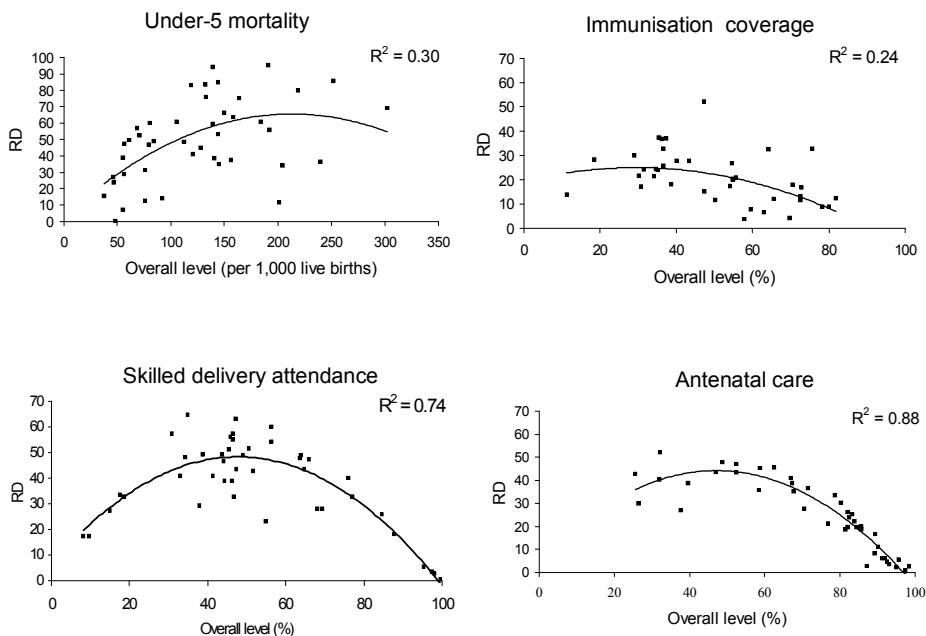 Under-5 mortality
R² = 0.30
100
90
80
70
60
50
40
30
20
10
0
RD
0 50 100 150 200 250 300 350
Overall level (per 1,000 live births)
Immunisation coverage
R² = 0.24
70
60
50
40
30
20
10
0
RD
0 20 40 60 80 100
Overall level (%)
Skilled delivery attendance
R² = 0.74
70
60
50
40
30
20
10
0
RD
0 20 40 60 80 100
Overall level (%)
Antenatal care
R² = 0.88
70
60
50
40
30
20
10
0
RD
0 20 40 60 80 100
Overall level (%)